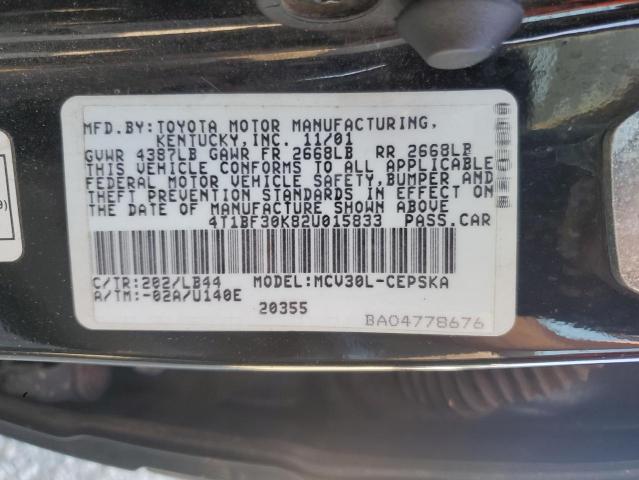 MFD.BY:TOYOTA MOTOR MANUFACTURING,
KENTUCKY,INC. 11/01
GVWR 4387LB GAWR FR 2668LB RR 2668LB
THIS VEHICLE CONFORMS TO ALL APPLICABLE
FEDERAL MOTOR VEHICLE SAFETY,BUMPER AND
THEFT PREVENTION STANDARDS IN EFFECT ON
THE DATE OF MANUFACTURE SHOWN ABOVE
4T1BF30K82U015833 PASS.CAR
C/TR:202/LB44 MODEL:MCV30L-CEPSKA
A/TM:-02A/U140E
20355
BA04778676